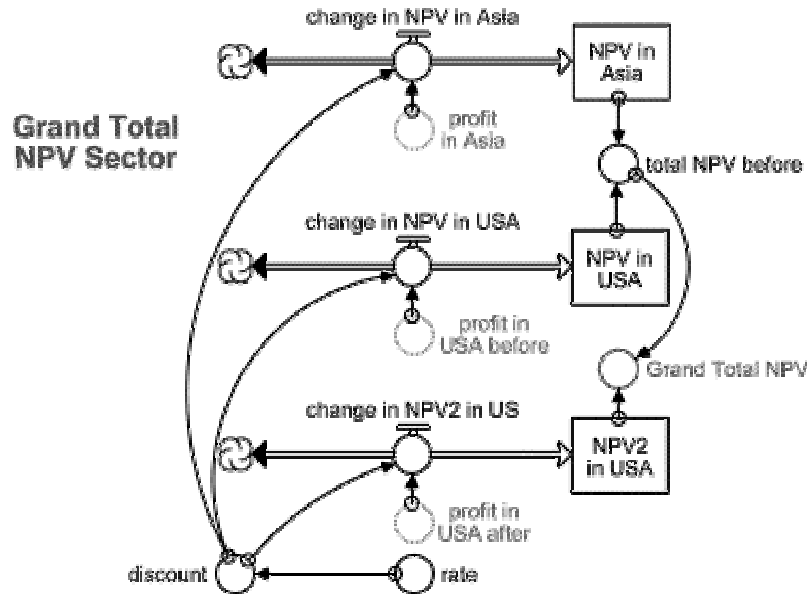 change in NPV in Asia
NPV in
Asia
profit
in Asia
Grand Total
NPV Sector
total NPV before
change in NPV in USA
NPV in
USA
profit in
USA before
Grand Total NPV
change in NPV2 in US
NPV2
in USA
profit in
USA after
discount
rate